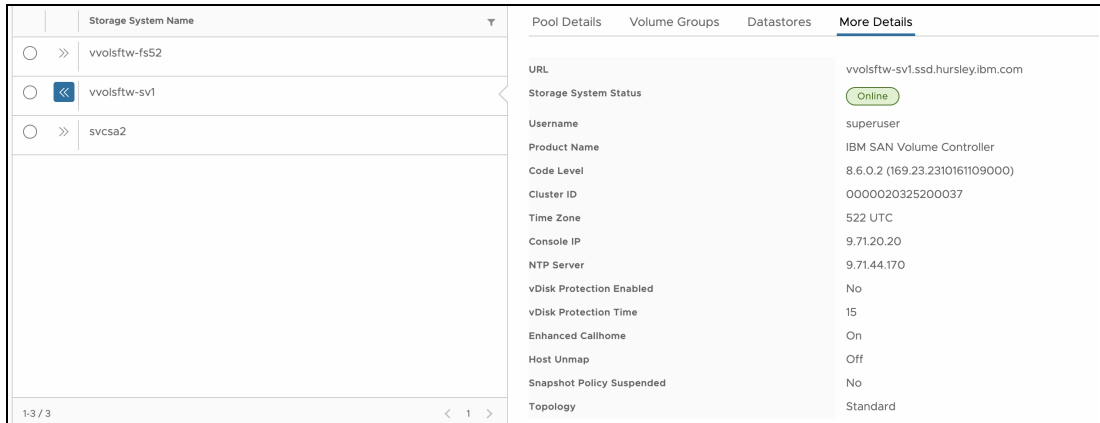 Storage System Name
vvolsftw-fs52
vvolsftw-sv1
svcsa2
1-3 / 3
1
Pool Details Volume Groups Datastores More Details
URL vvolsftw-sv1.ssd.hursley.ibm.com
Storage System Status Online
Username superuser
Product Name IBM SAN Volume Controller
Code Level 8.6.0.2 (169.23.2310161109000)
Cluster ID 0000020325200037
Time Zone 522 UTC
Console IP 9.71.20.20
NTP Server 9.71.44.170
vDisk Protection Enabled No
vDisk Protection Time 15
Enhanced Callhome On
Host Unmap Off
Snapshot Policy Suspended No
Topology Standard